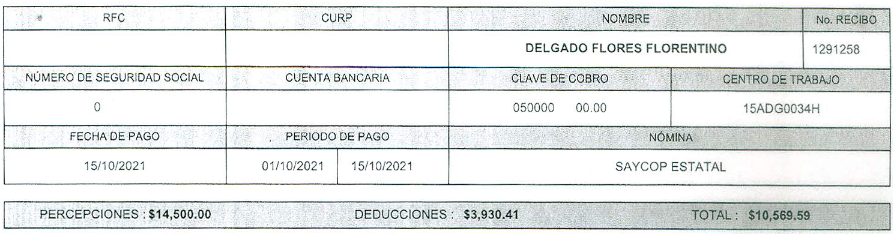 RFC CURP NOMBRE No. RECIBO
DELGADO FLORES FLORENTINO 1291258
NÚMERO DE SEGURIDAD SOCIAL CUENTA BANCARIA CLAVE DE COBRO CENTRO DE TRABAJO
0 050000 00.00 15ADG0034H
FECHA DE PAGO PERIODO DE PAGO NÓMINA
15/10/2021 01/10/2021 15/10/2021 SAYCOP ESTATAL
PERCEPCIONES : $14,500.00 DEDUCCIONES : $3,930.41 TOTAL : $10,569.59